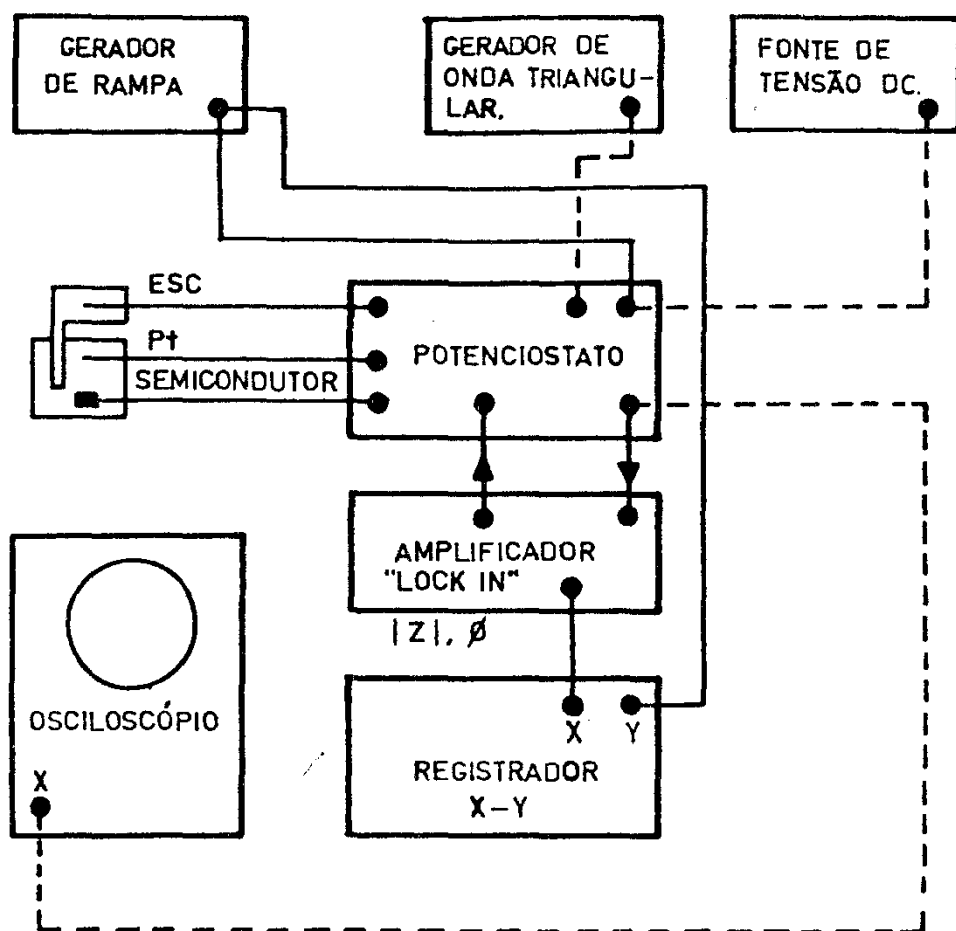 GERADOR
DE RAMPA
GERADOR DE
ONDA TRIANGU-
LAR.
FONTE DE
TENSÃO DC.
ESC
Pt
SEMICONDUTOR
POTENCIOSTATO
AMPLIFICADOR
"LOCK IN"
|Z|, Ø
OSCILOSCÓPIO
X
X Y
REGISTRADOR
X-Y